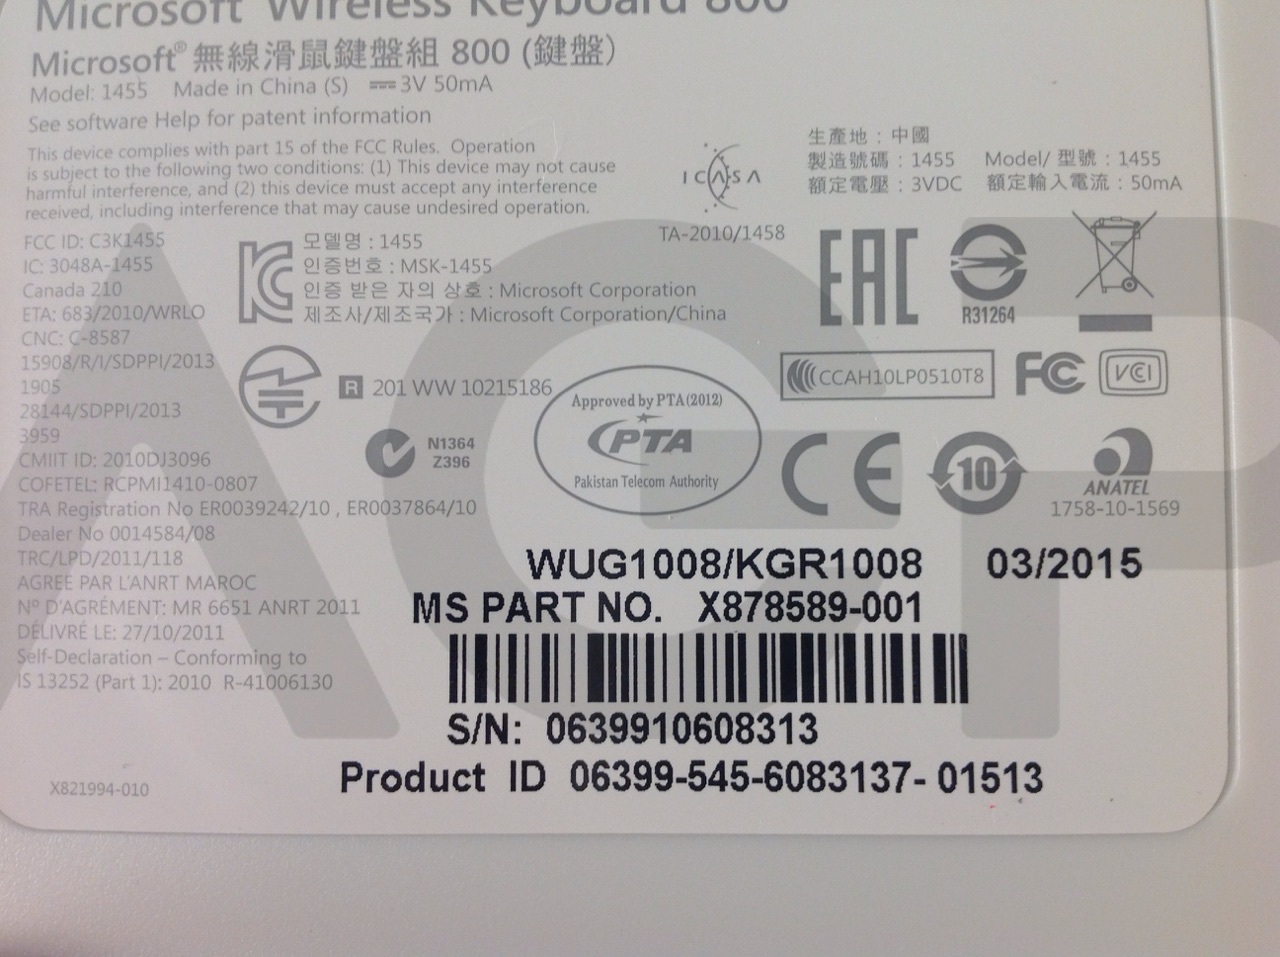 Microsoft Wireless Keyboard 800
Microsoft® 無線滑鼠鍵盤組 800 (鍵盤)
Model: 1455 Made in China (S) ⎓3V 50mA
See software Help for patent information
This device complies with part 15 of the FCC Rules. Operation
is subject to the following two conditions: (1) This device may not cause
harmful interference, and (2) this device must accept any interference
received, including interference that may cause undesired operation.
ICASA
TA-2010/1458
生產地 : 中國
製造號碼 : 1455 Model/ 型號 : 1455
額定電壓 : 3VDC 額定輸入電流 : 50mA
FCC ID: C3K1455
IC: 3048A-1455
Canada 210
ETA: 683/2010/WRLO
CNC: C-8587
15908/R/I/SDPPI/2013
1905
28144/SDPPI/2013
3959
CMIIT ID: 2010DJ3096
COFETEL: RCPMI1410-0807
TRA Registration No ER0039242/10 , ER0037864/10
Dealer No 0014584/08
TRC/LPD/2011/118
AGREE PAR L'ANRT MAROC
Nº D'AGRÉMENT: MR 6651 ANRT 2011
DÉLIVRÉ LE: 27/10/2011
Self-Declaration – Conforming to
IS 13252 (Part 1): 2010 R-41006130
X821994-010
KC
모델명 : 1455
인증번호 : MSK-1455
인증 받은 자의 상호 : Microsoft Corporation
제조사/제조국가 : Microsoft Corporation/China
R 201 WW 10215186
N1364
Z396
Approved by PTA(2012)
PTA
Pakistan Telecom Authority
EAC
R31264
CCAH10LP0510T8
FC
VCI
CE
10
ANATEL
1758-10-1569
WUG1008/KGR1008 03/2015
MS PART NO. X878589-001
S/N: 0639910608313
Product ID 06399-545-6083137- 01513
ACP